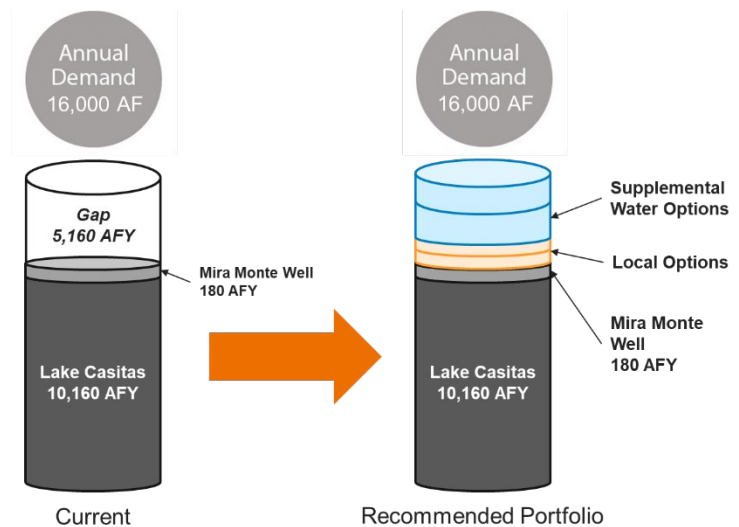 Annual
Demand
16,000 AF
Gap
5,160 AFY
Mira Monte Well
180 AFY
Lake Casitas
10,160 AFY
Current
Annual
Demand
16,000 AF
Supplemental
Water Options
Local Options
Mira Monte
Well
180 AFY
Lake Casitas
10,160 AFY
Recommended Portfolio